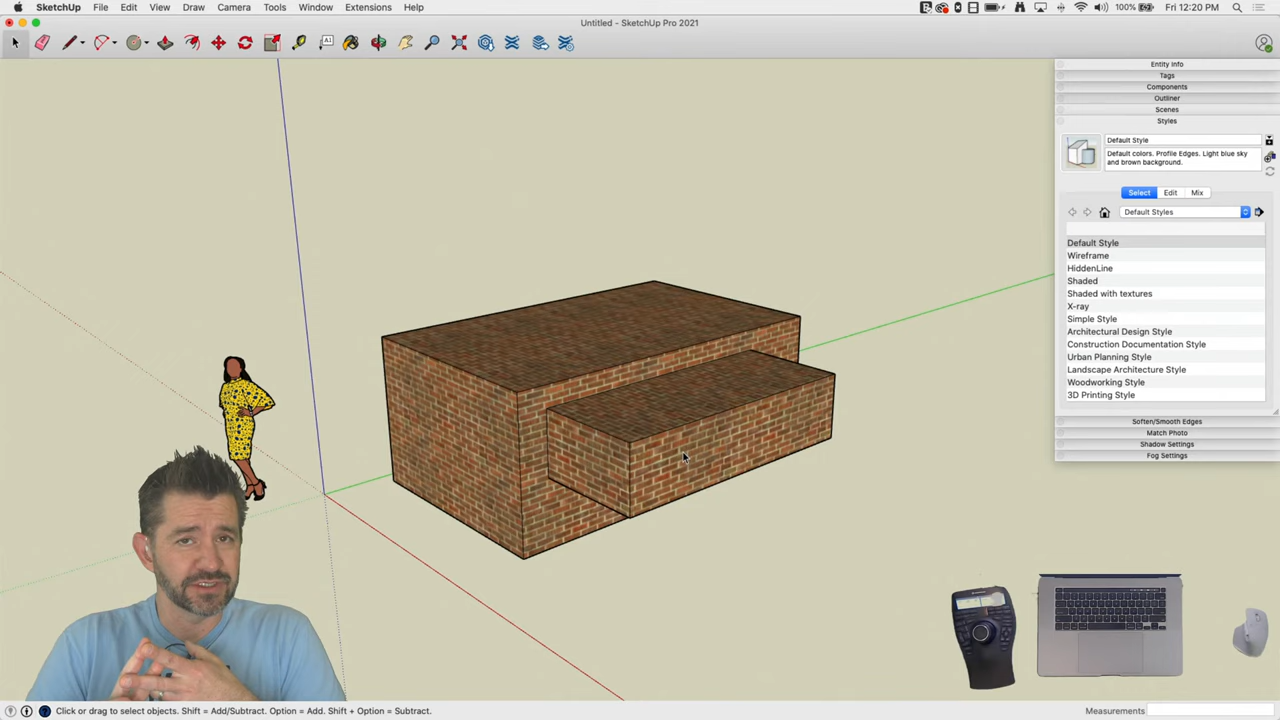 SketchUp File Edit View Draw Camera Tools Window Extensions Help 100% Fri 12:20 PM
Untitled - SketchUp Pro 2021
Entity Info
Tags
Components
Outliner
Scenes
Styles
Default Style
Default colors. Profile Edges. Light blue sky
and brown background.
Select Edit Mix
Default Styles
Default Style
Wireframe
HiddenLine
Shaded
Shaded with textures
X-ray
Simple Style
Architectural Design Style
Construction Documentation Style
Urban Planning Style
Landscape Architecture Style
Woodworking Style
3D Printing Style
Soften/Smooth Edges
Match Photo
Shadow Settings
Fog Settings
Click or drag to select objects. Shift = Add/Subtract. Option = Add. Shift + Option = Subtract. Measurements